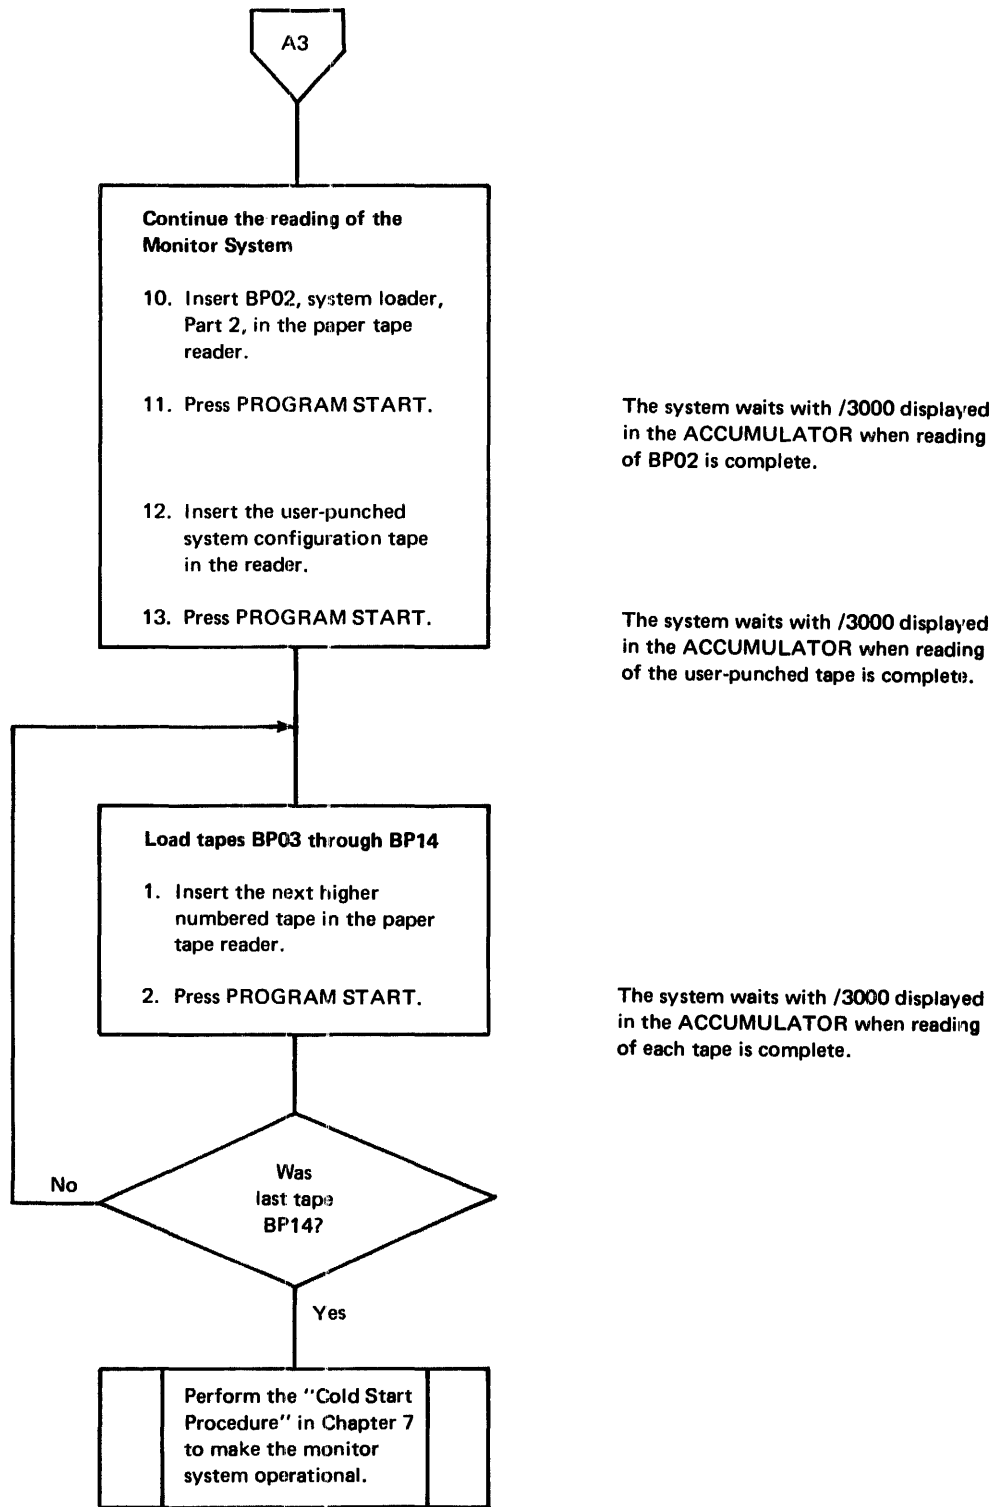 A3
Continue the reading of the
Monitor System
10. Insert BP02, system loader,
Part 2, in the paper tape
reader.
11. Press PROGRAM START.
The system waits with /3000 displayed
in the ACCUMULATOR when reading
of BP02 is complete.
12. Insert the user-punched
system configuration tape
in the reader.
13. Press PROGRAM START.
The system waits with /3000 displayed
in the ACCUMULATOR when reading
of the user-punched tape is complete.
Load tapes BP03 through BP14
1. Insert the next higher
numbered tape in the paper
tape reader.
2. Press PROGRAM START.
The system waits with /3000 displayed
in the ACCUMULATOR when reading
of each tape is complete.
Was
last tape
BP14?
No
Yes
Perform the "Cold Start
Procedure" in Chapter 7
to make the monitor
system operational.